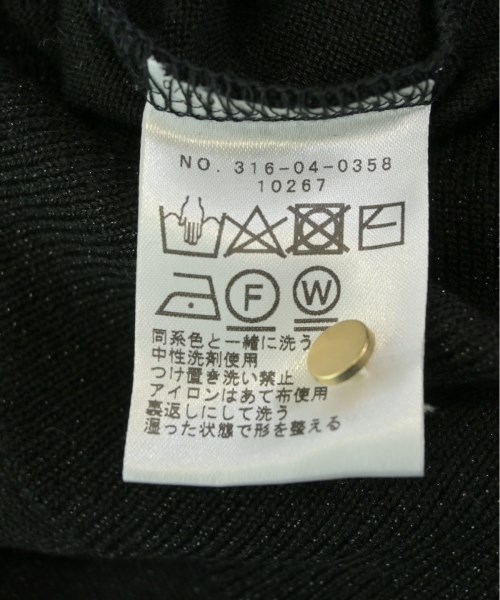 NO. 316-04-0358
10267
F W
同系色と一緒に洗う
中性洗剤使用
つけ置き洗い禁止
アイロンはあて布使用
裏返しにして洗う
湿った状態で形を整える